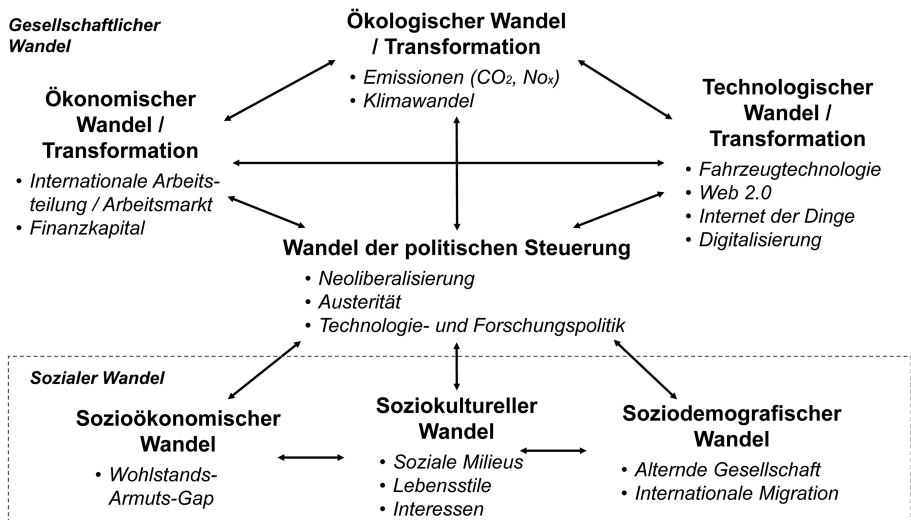 Gesellschaftlicher
Wandel
Ökologischer Wandel
/ Transformation
• Emissionen (CO₂, Noₓ)
• Klimawandel
Ökonomischer
Wandel /
Transformation
• Internationale Arbeits-
teilung / Arbeitsmarkt
• Finanzkapital
Technologischer
Wandel /
Transformation
• Fahrzeugtechnologie
• Web 2.0
• Internet der Dinge
• Digitalisierung
Wandel der politischen Steuerung
• Neoliberalisierung
• Austerität
• Technologie- und Forschungspolitik
Sozialer Wandel
Sozioökonomischer
Wandel
• Wohlstands-
Armuts-Gap
Soziokultureller
Wandel
• Soziale Milieus
• Lebensstile
• Interessen
Soziodemografischer
Wandel
• Alternde Gesellschaft
• Internationale Migration